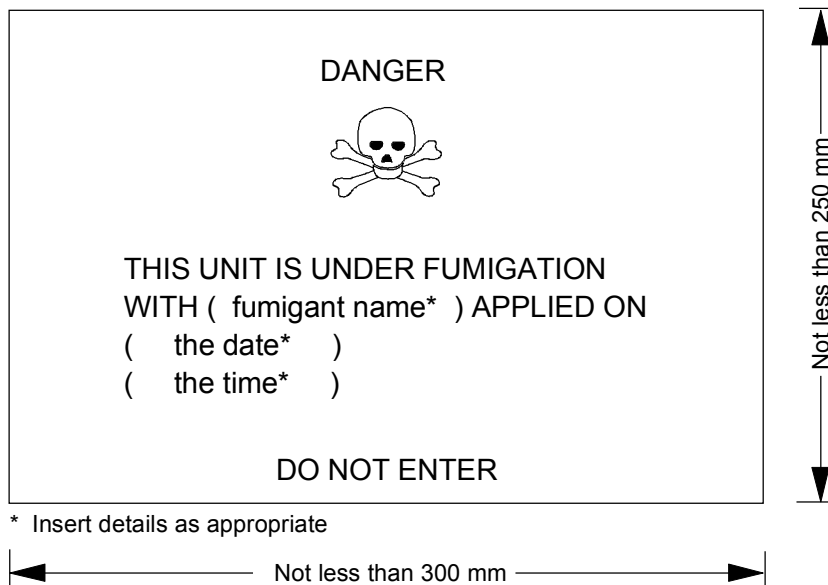 DANGER
THIS UNIT IS UNDER FUMIGATION
WITH ( fumigant name* ) APPLIED ON
( the date* )
( the time* )
DO NOT ENTER
* Insert details as appropriate
Not less than 300 mm
Not less than 250 mm